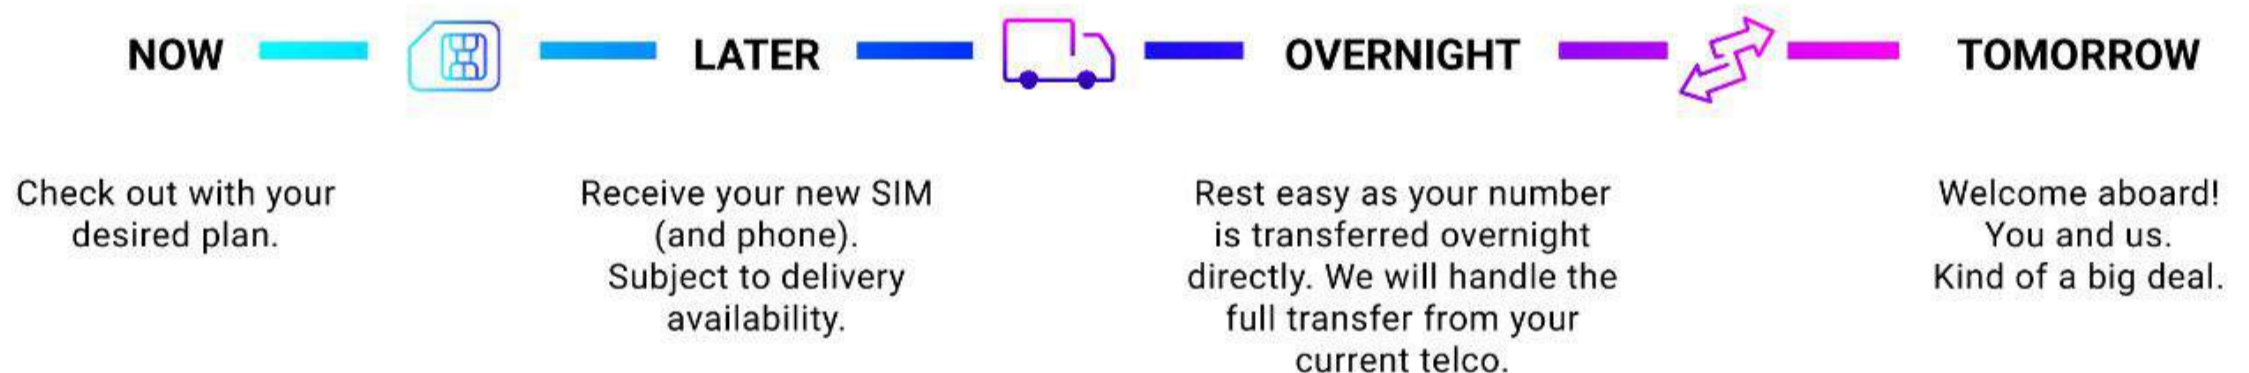 NOW
LATER
OVERNIGHT
TOMORROW
Check out with your
desired plan.
Receive your new SIM
(and phone).
Subject to delivery
availability.
Rest easy as your number
is transferred overnight
directly. We will handle the
full transfer from your
current telco.
Welcome aboard!
You and us.
Kind of a big deal.